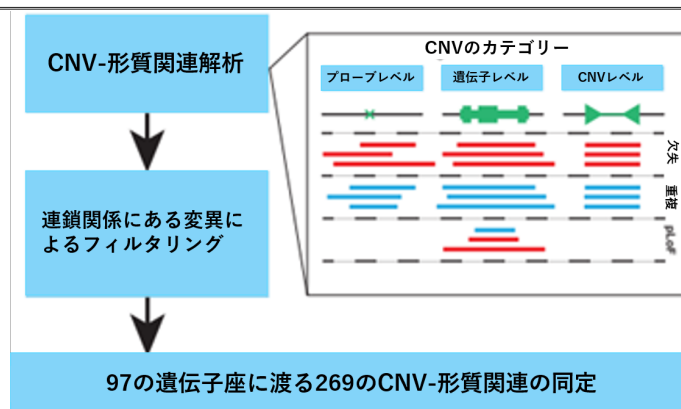 CNV-形質関連解析
CNVのカテゴリー
プローブレベル
遺伝子レベル
CNVレベル
欠失
重複
pLoF
連鎖関係にある変異に
よるフィルタリング
97の遺伝子座に渡る269のCNV-形質関連の同定